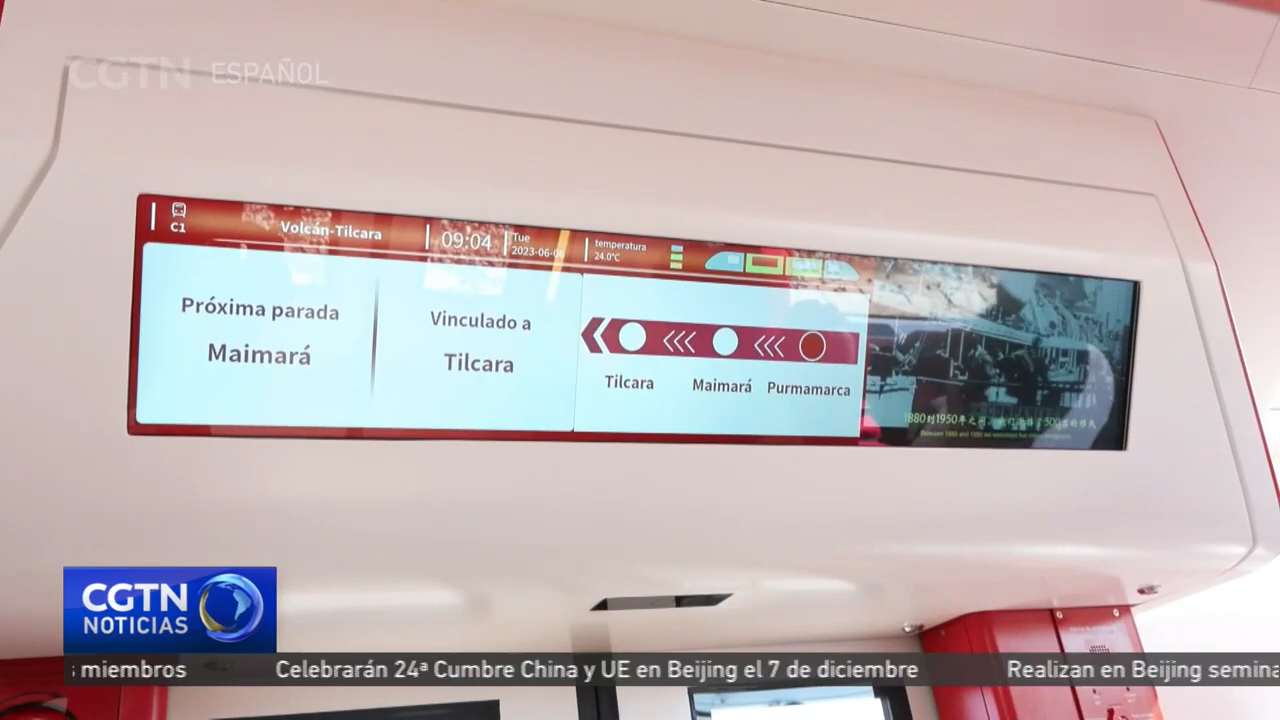 CGTN ESPAÑOL
C1
Volcán-Tilcara
09:04
Tue
2023-06-06
temperatura
24.0°C
Próxima parada
Maimará
Vinculado a
Tilcara
Tilcara
Maimará
Purmamarca
CGTN
NOTICIAS
miembros
Celebrarán 24ª Cumbre China y UE en Beijing el 7 de diciembre
Realizan en Beijing semina